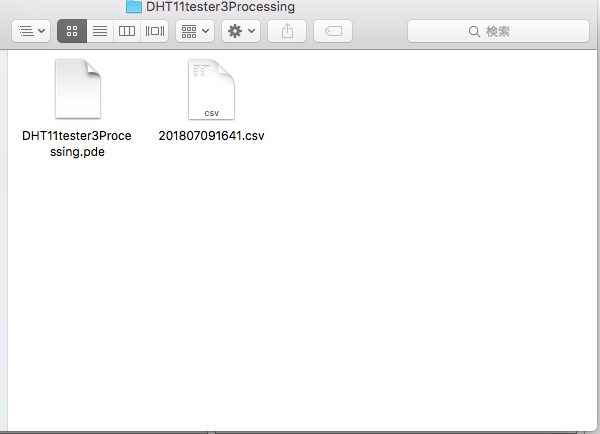 DHT11tester3Processing
検索
CSV
DHT11tester3Proce
ssing.pde
201807091641.csv